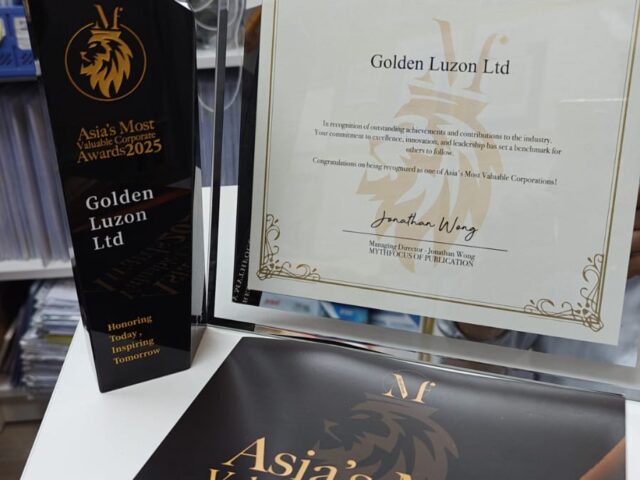 Mf
Asia's Most
Valuable Corporate
Awards2025
Golden
Luzon
Ltd
Honoring
Today,
Inspiring
Tomorrow
Mf
Golden Luzon Ltd
In recognition of outstanding achievements and contributions to the industry.
Your commitment to excellence, innovation, and leadership has set a benchmark for
others to follow.
Congratulations on being recognized as one of Asia's Most Valuable Corporations!
Jonathan Wong
Managing Director - Jonathan Wong
MYTHFOCUS OF PUBLICATION
Mf
Asia's M